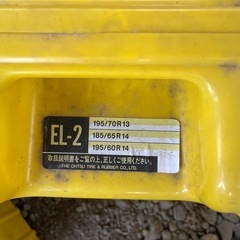 EL-2
195/70R13
185/65R14
195/60R14
取扱説明書をご覧の上、正しくご使用ください。
THE OHTSU TIRE & RUBBER CO., LTD.